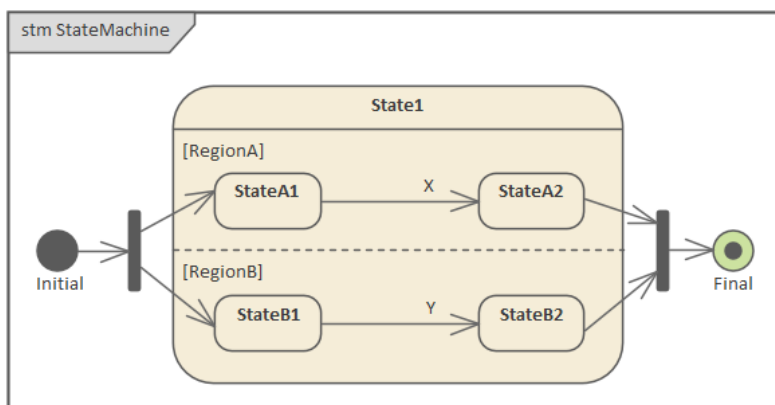 stm StateMachine
State1
[RegionA]
StateA1
X
StateA2
Initial
[RegionB]
StateB1
Y
StateB2
Final